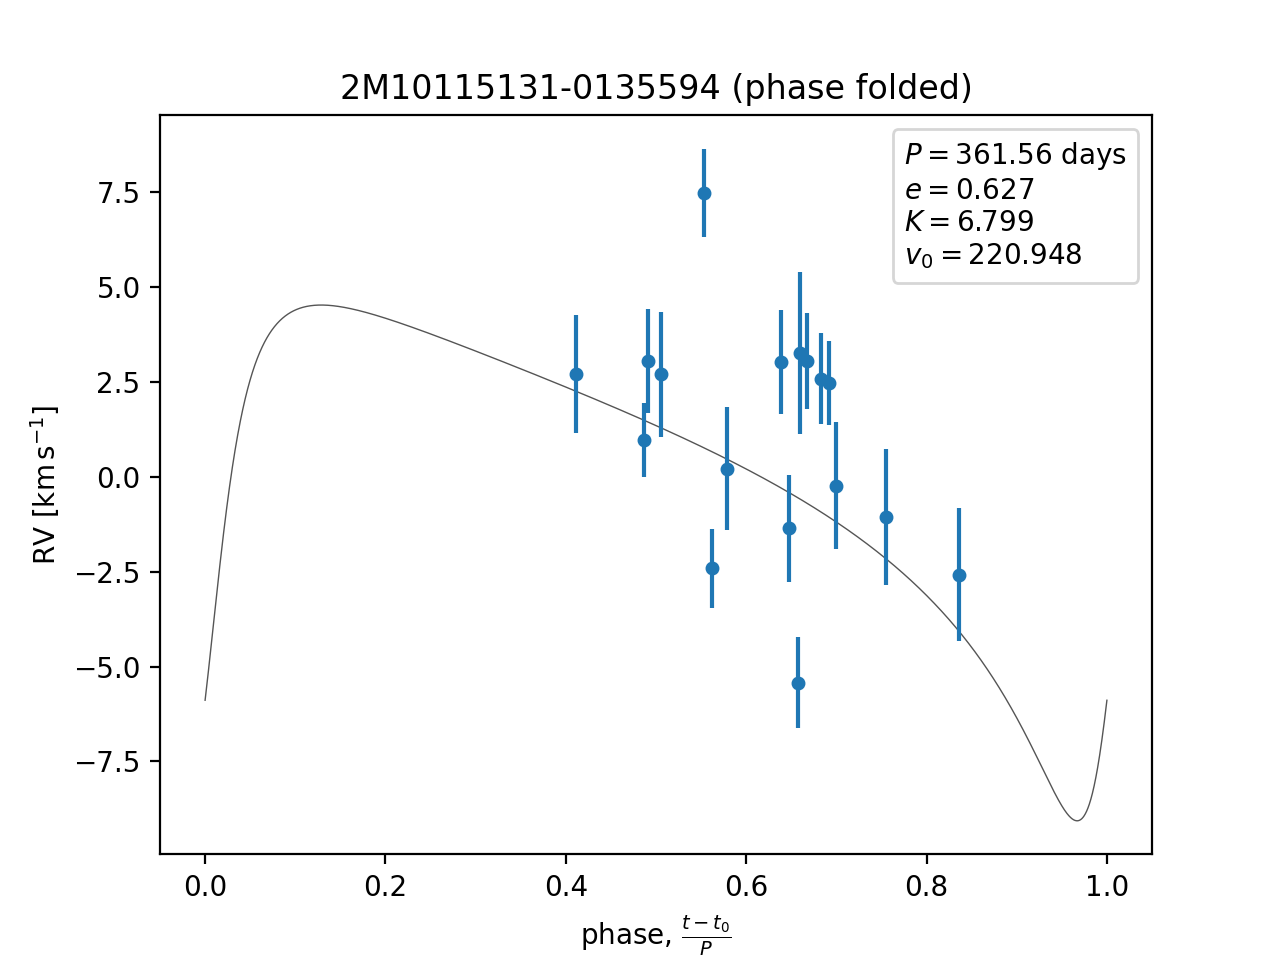 2M10115131-0135594 (phase folded)
P = 361.56 days
e = 0.627
K = 6.799
v₀ = 220.948
7.5
5.0
2.5
0.0
−2.5
−5.0
−7.5
RV [km s⁻¹]
0.0 0.2 0.4 0.6 0.8 1.0
phase, (t − t₀)/P